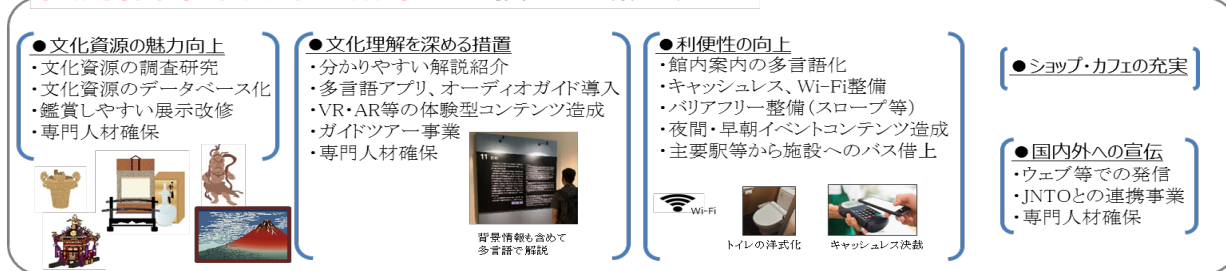 ●文化資源の魅力向上
・文化資源の調査研究
・文化資源のデータベース化
・鑑賞しやすい展示改修
・専門人材確保
●文化理解を深める措置
・分かりやすい解説紹介
・多言語アプリ、オーディオガイド導入
・VR・AR等の体験型コンテンツ造成
・ガイドツアー事業
・専門人材確保
背景情報も含めて
多言語で解説
●利便性の向上
・館内案内の多言語化
・キャッシュレス、Wi-Fi整備
・バリアフリー整備(スロープ等)
・夜間・早朝イベントコンテンツ造成
・主要駅等から施設へのバス借上
Wi-Fi
トイレの洋式化
キャッシュレス決裁
●ショップ・カフェの充実
●国内外への宣伝
・ウェブ等での発信
・JNTOとの連携事業
・専門人材確保